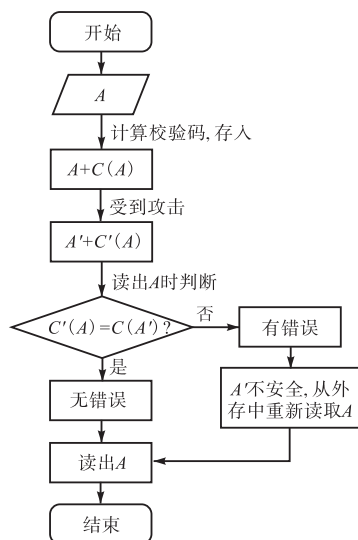 开始
A
计算校验码,存入
A+C(A)
受到攻击
A′+C′(A)
读出A时判断
C′(A)=C(A′)?
否
有错误
是
无错误
A′不安全,从外
存中重新读取A
读出A
结束